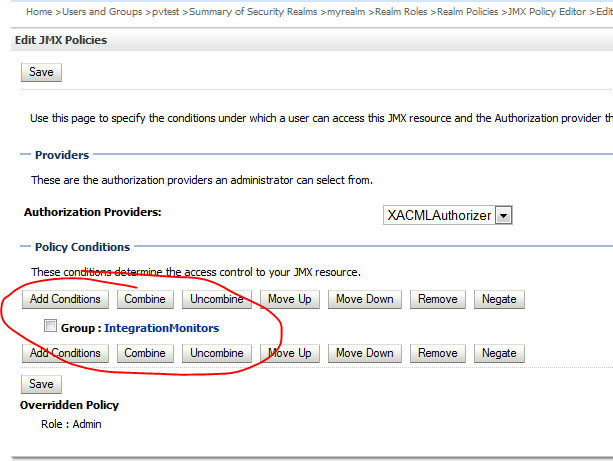 Home >Users and Groups >pvtest >Summary of Security Realms >myrealm >Realm Roles >Realm Policies >JMX Policy Editor >Edit
Edit JMX Policies
Save
Use this page to specify the conditions under which a user can access this JMX resource and the Authorization provider th
Providers
These are the authorization providers an administrator can select from.
Authorization Providers: XACMLAuthorizer
Policy Conditions
These conditions determine the access control to your JMX resource.
Add Conditions Combine Uncombine Move Up Move Down Remove Negate
Group : IntegrationMonitors
Add Conditions Combine Uncombine Move Up Move Down Remove Negate
Save
Overridden Policy
Role : Admin